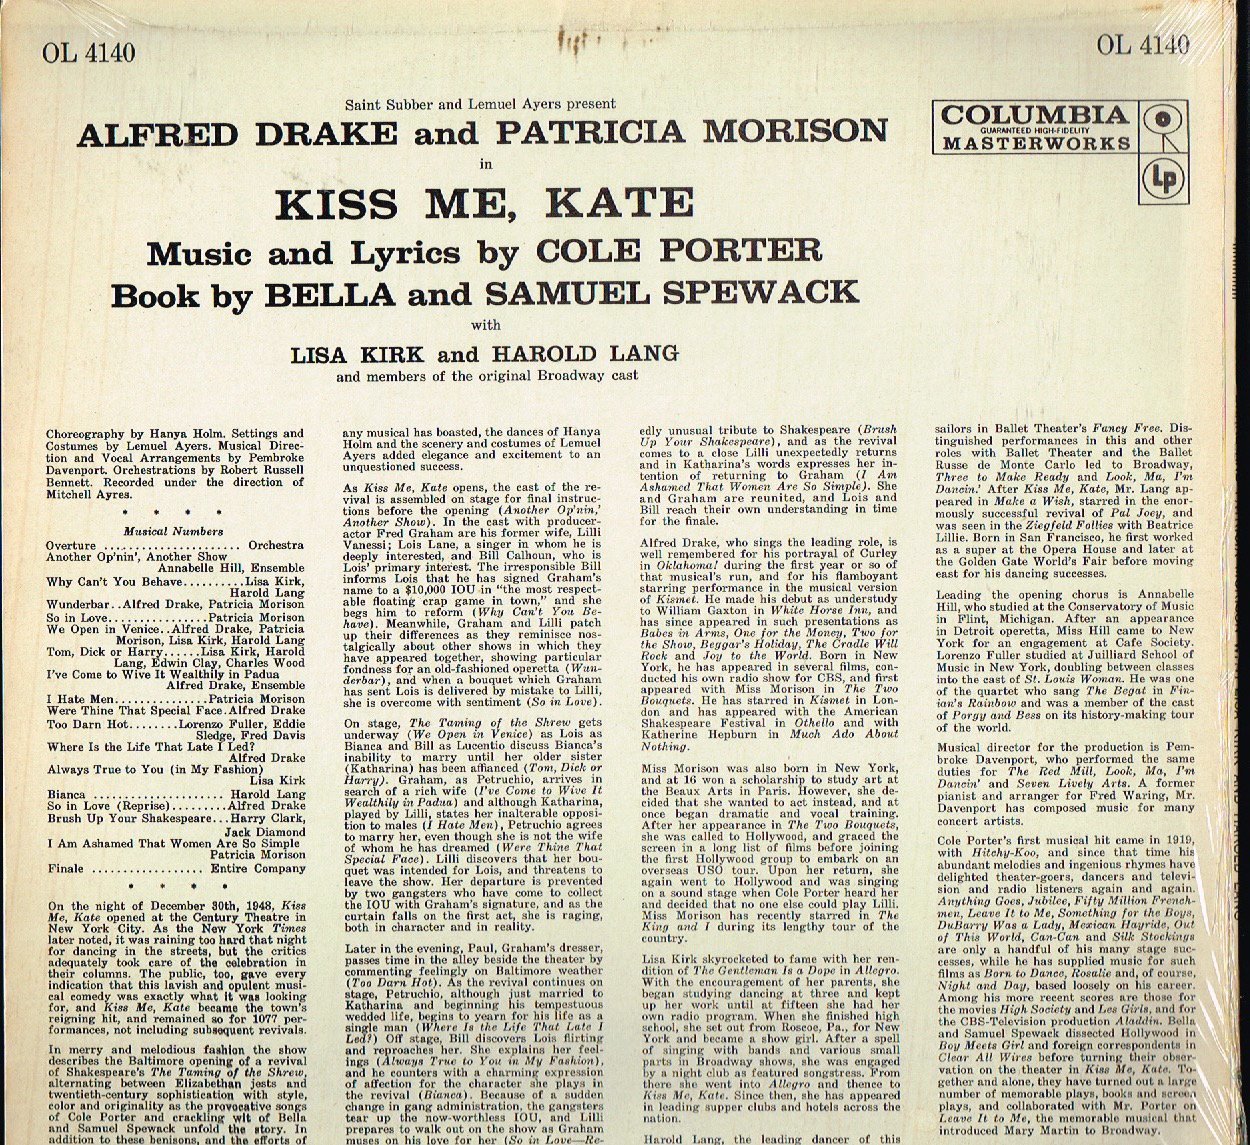 OL 4140
OL 4140
Saint Subber and Lemuel Ayers present
ALFRED DRAKE and PATRICIA MORISON
in
KISS ME, KATE
Music and Lyrics by COLE PORTER
Book by BELLA and SAMUEL SPEWACK
with
LISA KIRK and HAROLD LANG
and members of the original Broadway cast
COLUMBIA
GUARANTEED HIGH-FIDELITY
MASTERWORKS
Lp
Choreography by Hanya Holm. Settings and
Costumes by Lemuel Ayers. Musical Direc-
tion and Vocal Arrangements by Pembroke
Davenport. Orchestrations by Robert Russell
Bennett. Recorded under the direction of
Mitchell Ayres.
* * * *
Musical Numbers
Overture ..................... Orchestra
Another Op'nin', Another Show
Annabelle Hill, Ensemble
Why Can't You Behave..........Lisa Kirk,
Harold Lang
Wunderbar..Alfred Drake, Patricia Morison
So in Love...............Patricia Morison
We Open in Venice..Alfred Drake, Patricia
Morison, Lisa Kirk, Harold Lang
Tom, Dick or Harry......Lisa Kirk, Harold
Lang, Edwin Clay, Charles Wood
I've Come to Wive It Wealthily in Padua
Alfred Drake, Ensemble
I Hate Men...............Patricia Morison
Were Thine That Special Face.Alfred Drake
Too Darn Hot........Lorenzo Fuller, Eddie
Sledge, Fred Davis
Where Is the Life That Late I Led?
Alfred Drake
Always True to You (in My Fashion)
Lisa Kirk
Bianca ..................... Harold Lang
So in Love (Reprise).........Alfred Drake
Brush Up Your Shakespeare...Harry Clark,
Jack Diamond
I Am Ashamed That Women Are So Simple
Patricia Morison
Finale .................. Entire Company
* * * *
On the night of December 30th, 1948, Kiss
Me, Kate opened at the Century Theatre in
New York City. As the New York Times
later noted, it was raining too hard that night
for dancing in the streets, but the critics
adequately took care of the celebration in
their columns. The public, too, gave every
indication that this lavish and opulent musi-
cal comedy was exactly what it was looking
for, and Kiss Me, Kate became the town's
reigning hit, and remained so for 1077 per-
formances, not including subsequent revivals.
In merry and melodious fashion the show
describes the Baltimore opening of a revival
of Shakespeare's The Taming of the Shrew,
alternating between Elizabethan jests and
twentieth-century sophistication with style,
color and originality as the provocative songs
of Cole Porter and crackling wit of Bella
and Samuel Spewack unfold the story. In
addition to these benisons, and the efforts of
any musical has boasted, the dances of Hanya
Holm and the scenery and costumes of Lemuel
Ayers added elegance and excitement to an
unquestioned success.
As Kiss Me, Kate opens, the cast of the re-
vival is assembled on stage for final instruc-
tions before the opening (Another Op'nin,'
Another Show). In the cast with producer-
actor Fred Graham are his former wife, Lilli
Vanessi; Lois Lane, a singer in whom he is
deeply interested, and Bill Calhoun, who is
Lois' primary interest. The irresponsible Bill
informs Lois that he has signed Graham's
name to a $10,000 IOU in "the most respect-
able floating crap game in town," and she
begs him to reform (Why Can't You Be-
have). Meanwhile, Graham and Lilli patch
up their differences as they reminisce nos-
talgically about other shows in which they
have appeared together, showing particular
fondness for an old-fashioned operetta (Wun-
derbar), and when a bouquet which Graham
has sent Lois is delivered by mistake to Lilli,
she is overcome with sentiment (So in Love).
On stage, The Taming of the Shrew gets
underway (We Open in Venice) as Lois as
Bianca and Bill as Lucentio discuss Bianca's
inability to marry until her older sister
(Katharina) has been affianced (Tom, Dick or
Harry). Graham, as Petruchio, arrives in
search of a rich wife (I've Come to Wive It
Wealthily in Padua) and although Katharina,
played by Lilli, states her inalterable opposi-
tion to males (I Hate Men), Petruchio agrees
to marry her, even though she is not the wife
of whom he has dreamed (Were Thine That
Special Face). Lilli discovers that her bou-
quet was intended for Lois, and threatens to
leave the show. Her departure is prevented
by two gangsters who have come to collect
the IOU with Graham's signature, and as the
curtain falls on the first act, she is raging,
both in character and in reality.
Later in the evening, Paul, Graham's dresser,
passes time in the alley beside the theater by
commenting feelingly on Baltimore weather
(Too Darn Hot). As the revival continues on
stage, Petruchio, although just married to
Katharina and beginning his tempestuous
wedded life, begins to yearn for his life as a
single man (Where Is the Life That Late I
Led?) Off stage, Bill discovers Lois flirting
and reproaches her. She explains her feel-
ings (Always True to You in My Fashion),
and he counters with a charming expression
of affection for the character she plays in
the revival (Bianca). Because of a sudden
change in gang administration, the gangsters
tear up the now-worthless IOU, and Lilli
prepares to walk out on the show as Graham
muses on his love for her (So in Love—Re-
edly unusual tribute to Shakespeare (Brush
Up Your Shakespeare), and as the revival
comes to a close Lilli unexpectedly returns
and in Katharina's words expresses her in-
tention of returning to Graham (I Am
Ashamed That Women Are So Simple). She
and Graham are reunited, and Lois and
Bill reach their own understanding in time
for the finale.
Alfred Drake, who sings the leading role, is
well remembered for his portrayal of Curley
in Oklahoma! during the first year or so of
that musical's run, and for his flamboyant
starring performance in the musical version
of Kismet. He made his debut as understudy
to William Gaxton in White Horse Inn, and
has since appeared in such presentations as
Babes in Arms, One for the Money, Two for
the Show, Beggar's Holiday, The Cradle Will
Rock and Joy to the World. Born in New
York, he has appeared in several films, con-
ducted his own radio show for CBS, and first
appeared with Miss Morison in The Two
Bouquets. He has starred in Kismet in Lon-
don and has appeared with the American
Shakespeare Festival in Othello and with
Katherine Hepburn in Much Ado About
Nothing.
Miss Morison was also born in New York,
and at 16 won a scholarship to study art at
the Beaux Arts in Paris. However, she de-
cided that she wanted to act instead, and at
once began dramatic and vocal training.
After her appearance in The Two Bouquets,
she was called to Hollywood, and graced the
screen in a long list of films before joining
the first Hollywood group to embark on an
overseas USO tour. Upon her return, she
again went to Hollywood and was singing
on a sound stage when Cole Porter heard her
and decided that no one else could play Lilli.
Miss Morison has recently starred in The
King and I during its lengthy tour of the
country.
Lisa Kirk skyrocketed to fame with her ren-
dition of The Gentleman Is a Dope in Allegro.
With the encouragement of her parents, she
began studying dancing at three and kept
up her work until at fifteen she had her
own radio program. When she finished high
school, she set out from Roscoe, Pa., for New
York and became a show girl. After a spell
of singing with bands and various small
parts in Broadway shows, she was engaged
by a night club as featured songstress. From
there she went into Allegro and thence to
Kiss Me, Kate. Since then, she has appeared
in leading supper clubs and hotels across the
nation.
Harold Lang, the leading dancer of this
sailors in Ballet Theater's Fancy Free. Dis-
tinguished performances in this and other
roles with Ballet Theater and the Ballet
Russe de Monte Carlo led to Broadway,
Three to Make Ready and Look, Ma, I'm
Dancin.' After Kiss Me, Kate, Mr. Lang ap-
peared in Make a Wish, starred in the enor-
mously successful revival of Pal Joey, and
was seen in the Ziegfeld Follies with Beatrice
Lillie. Born in San Francisco, he first worked
as a super at the Opera House and later at
the Golden Gate World's Fair before moving
east for his dancing successes.
Leading the opening chorus is Annabelle
Hill, who studied at the Conservatory of Music
in Flint, Michigan. After an appearance
in Detroit operetta, Miss Hill came to New
York for an engagement at Cafe Society.
Lorenzo Fuller studied at Juilliard School of
Music in New York, doubling between classes
into the cast of St. Louis Woman. He was one
of the quartet who sang The Begat in Fin-
ian's Rainbow and was a member of the cast
of Porgy and Bess on its history-making tour
of the world.
Musical director for the production is Pem-
broke Davenport, who performed the same
duties for The Red Mill, Look, Ma, I'm
Dancin' and Seven Lively Arts. A former
pianist and arranger for Fred Waring, Mr.
Davenport has composed music for many
concert artists.
Cole Porter's first musical hit came in 1919,
with Hitchy-Koo, and since that time his
abundant melodies and ingenious rhymes have
delighted theater-goers, dancers and televi-
sion and radio listeners again and again.
Anything Goes, Jubilee, Fifty Million French-
men, Leave It to Me, Something for the Boys,
DuBarry Was a Lady, Mexican Hayride, Out
of This World, Can-Can and Silk Stockings
are only a handful of his many stage suc-
cesses, while he has supplied music for such
films as Born to Dance, Rosalie and, of course,
Night and Day, based loosely on his career.
Among his more recent scores are those for
the movies High Society and Les Girls, and for
the CBS-Television production Aladdin. Bella
and Samuel Spewack dissected Hollywood in
Boy Meets Girl and foreign correspondents in
Clear All Wires before turning their obser-
vation on the theater in Kiss Me, Kate. To-
gether and alone, they have turned out a large
number of memorable plays, books and screen
plays, and collaborated with Mr. Porter on
Leave It to Me, the memorable musical that
introduced Mary Martin to Broadway.